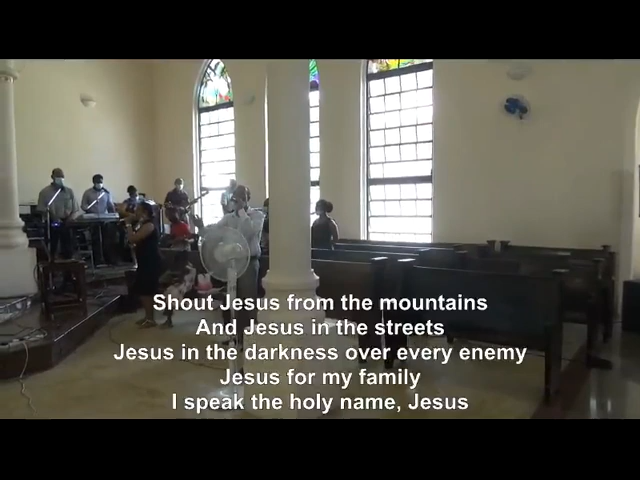 Shout Jesus from the mountains
And Jesus in the streets
Jesus in the darkness over every enemy
Jesus for my family
I speak the holy name, Jesus